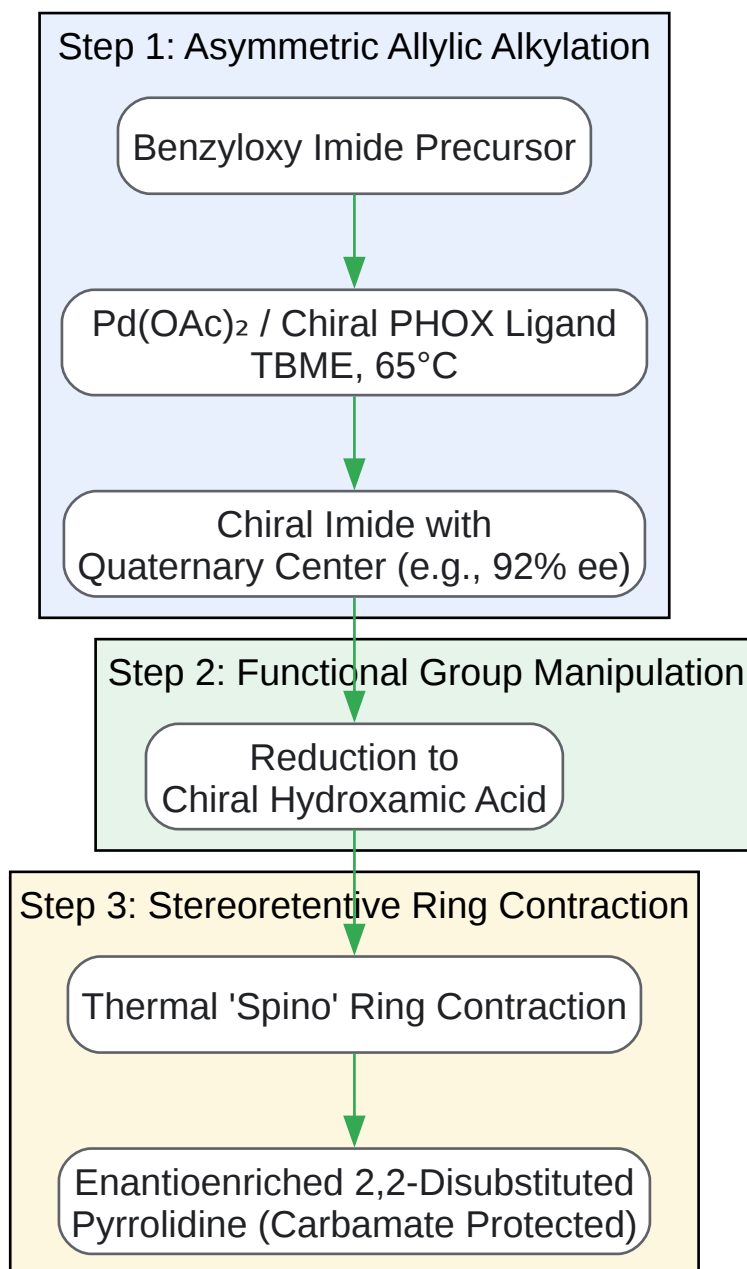 Step 1: Asymmetric Allylic Alkylation
Benzyloxy Imide Precursor
Pd(OAc)₂ / Chiral PHOX Ligand
TBME, 65°C
Chiral Imide with
Quaternary Center (e.g., 92% ee)
Step 2: Functional Group Manipulation
Reduction to
Chiral Hydroxamic Acid
Step 3: Stereoretentive Ring Contraction
Thermal 'Spino' Ring Contraction
Enantioenriched 2,2-Disubstituted
Pyrrolidine (Carbamate Protected)